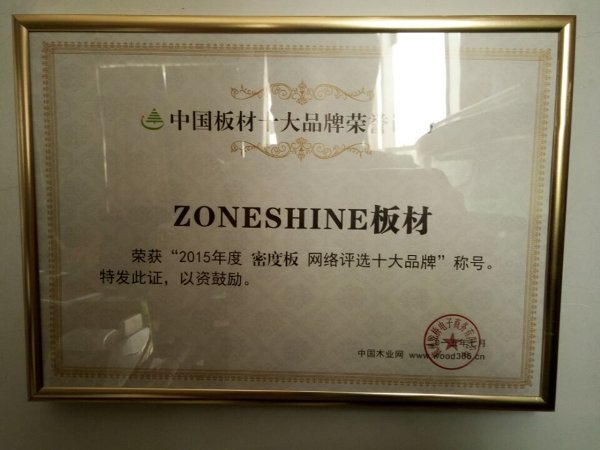 中国板材十大品牌荣誉
ZONESHINE板材
荣获“2015年度 密度板 网络评选十大品牌”称号。
特发此证，以资鼓励。
年七月
中国木业网 www.wood365.cn